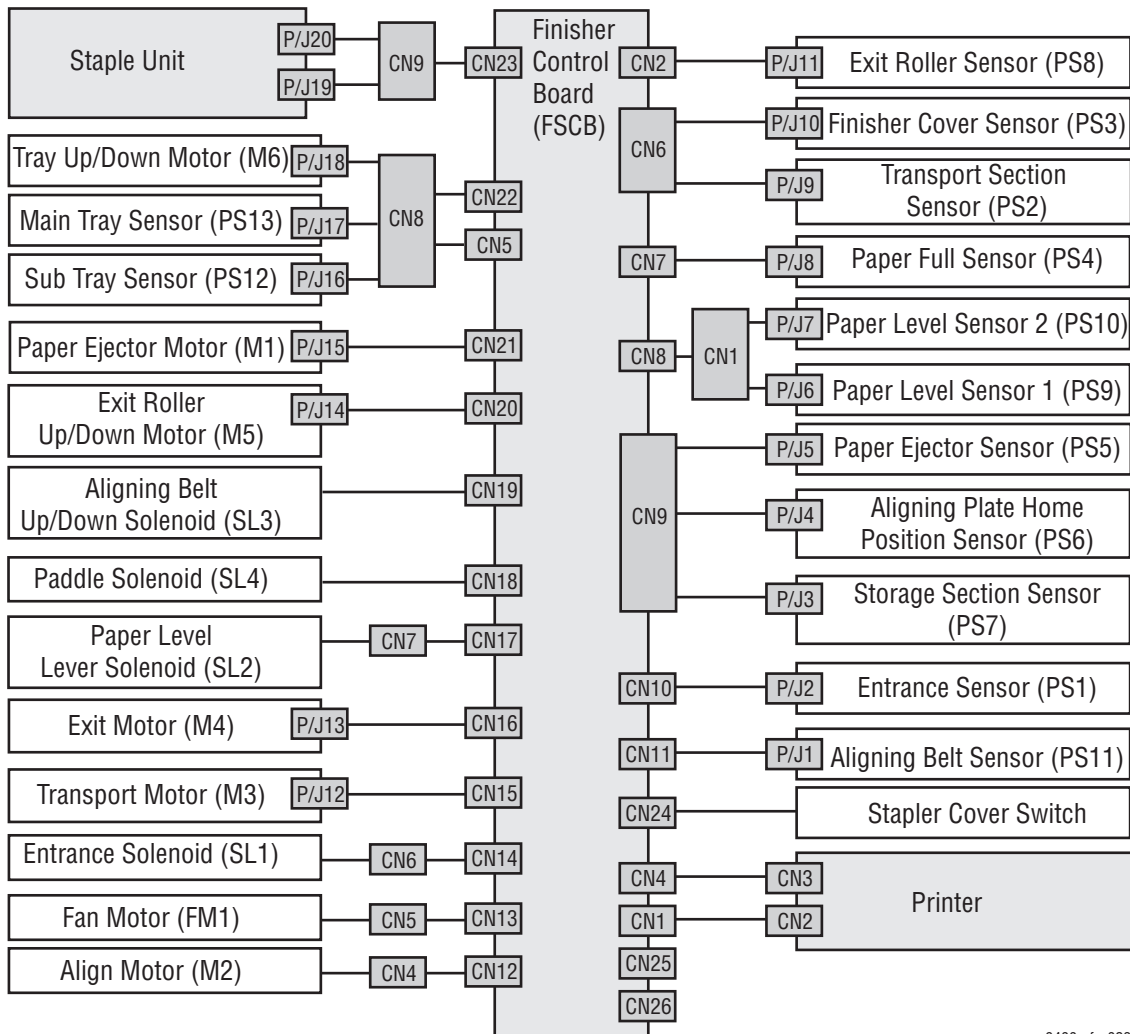 Staple Unit
P/J20
P/J19
CN9
CN23
Tray Up/Down Motor (M6)
P/J18
Main Tray Sensor (PS13)
P/J17
Sub Tray Sensor (PS12)
P/J16
CN8
CN22
CN5
Paper Ejector Motor (M1)
P/J15
CN21
Exit Roller
Up/Down Motor (M5)
P/J14
CN20
Aligning Belt
Up/Down Solenoid (SL3)
CN19
Paddle Solenoid (SL4)
CN18
Paper Level
Lever Solenoid (SL2)
CN7
CN17
Exit Motor (M4)
P/J13
CN16
Transport Motor (M3)
P/J12
CN15
Entrance Solenoid (SL1)
CN6
CN14
Fan Motor (FM1)
CN5
CN13
Align Motor (M2)
CN4
CN12
Finisher
Control
Board
(FSCB)
CN2
P/J11
Exit Roller Sensor (PS8)
CN6
P/J10
Finisher Cover Sensor (PS3)
P/J9
Transport Section
Sensor (PS2)
CN7
P/J8
Paper Full Sensor (PS4)
CN8
CN1
P/J7
Paper Level Sensor 2 (PS10)
P/J6
Paper Level Sensor 1 (PS9)
CN9
P/J5
Paper Ejector Sensor (PS5)
P/J4
Aligning Plate Home
Position Sensor (PS6)
P/J3
Storage Section Sensor
(PS7)
CN10
P/J2
Entrance Sensor (PS1)
CN11
P/J1
Aligning Belt Sensor (PS11)
CN24
Stapler Cover Switch
CN4
CN3
Printer
CN1
CN2
CN25
CN26